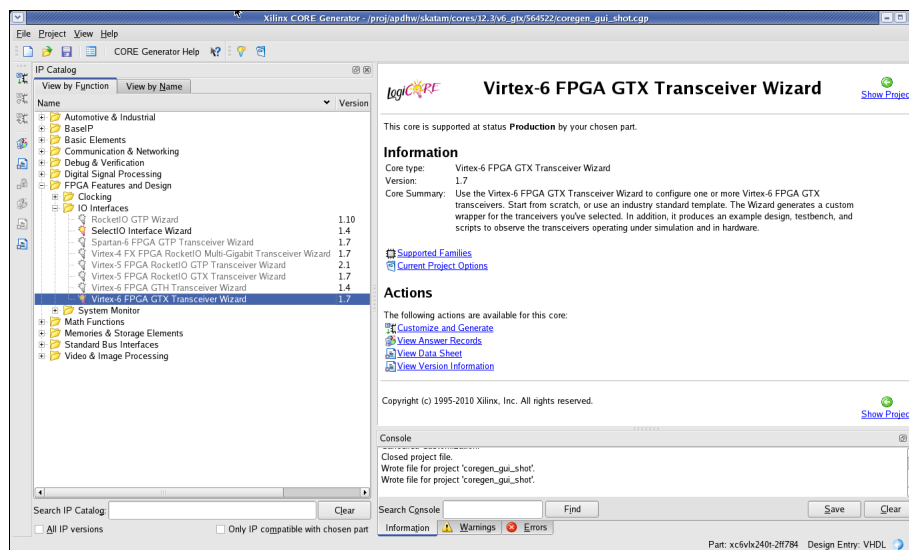 Xilinx CORE Generator - /proj/apdhw/skatam/cores/12.3/v6_gtx/564522/coregen_gui_shot.cgp
File Project View Help
CORE Generator Help
IP Catalog
View by Function View by Name
Name Version
Automotive & Industrial
BaseIP
Basic Elements
Communication & Networking
Debug & Verification
Digital Signal Processing
FPGA Features and Design
Clocking
IO Interfaces
RocketIO GTP Wizard 1.10
SelectIO Interface Wizard 1.4
Spartan-6 FPGA GTP Transceiver Wizard 1.7
Virtex-4 FX FPGA RocketIO Multi-Gigabit Transceiver Wizard 1.7
Virtex-5 FPGA RocketIO GTP Transceiver Wizard 2.1
Virtex-5 FPGA RocketIO GTX Transceiver Wizard 1.7
Virtex-6 FPGA GTH Transceiver Wizard 1.4
Virtex-6 FPGA GTX Transceiver Wizard 1.7
System Monitor
Math Functions
Memories & Storage Elements
Standard Bus Interfaces
Video & Image Processing
Search IP Catalog: Clear
All IP versions Only IP compatible with chosen part
LogiCORE
Virtex-6 FPGA GTX Transceiver Wizard
Show Projec
This core is supported at status Production by your chosen part.
Information
Core type: Virtex-6 FPGA GTX Transceiver Wizard
Version: 1.7
Core Summary: Use the Virtex-6 FPGA GTX Transceiver Wizard to configure one or more Virtex-6 FPGA GTX
transceivers. Start from scratch, or use an industry standard template. The Wizard generates a custom
wrapper for the tranceivers you've selected. In addition, it produces an example design, testbench, and
scripts to observe the transceivers operating under simulation and in hardware.
Supported Families
Current Project Options
Actions
The following actions are available for this core:
Customize and Generate
View Answer Records
View Data Sheet
View Version Information
Copyright (c) 1995-2010 Xilinx, Inc. All rights reserved.
Show Projec
Console
Closed project file.
Wrote file for project 'coregen_gui_shot'.
Wrote file for project 'coregen_gui_shot'.
Search Console Find Save Clear
Information Warnings Errors
Part: xc6vlx240t-2ff784 Design Entry: VHDL